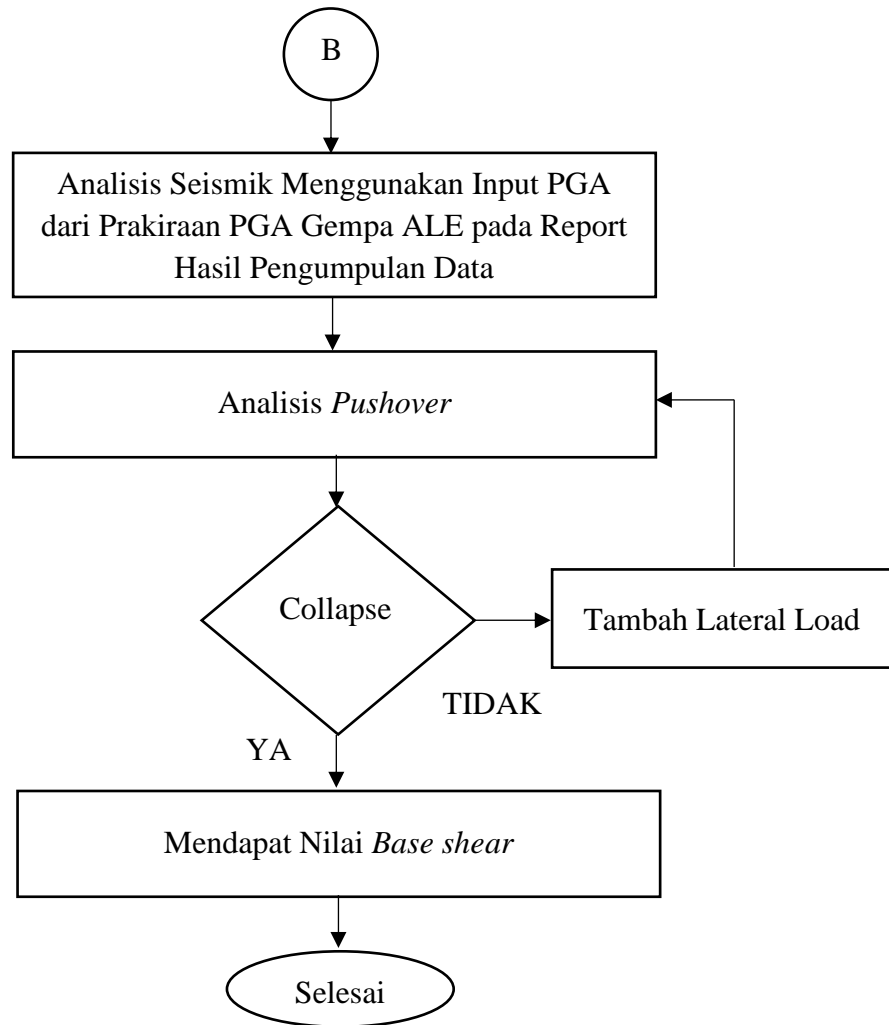 B
Analisis Seismik Menggunakan Input PGA
dari Prakiraan PGA Gempa ALE pada Report
Hasil Pengumpulan Data
Analisis Pushover
Collapse
Tambah Lateral Load
TIDAK
YA
Mendapat Nilai Base shear
Selesai